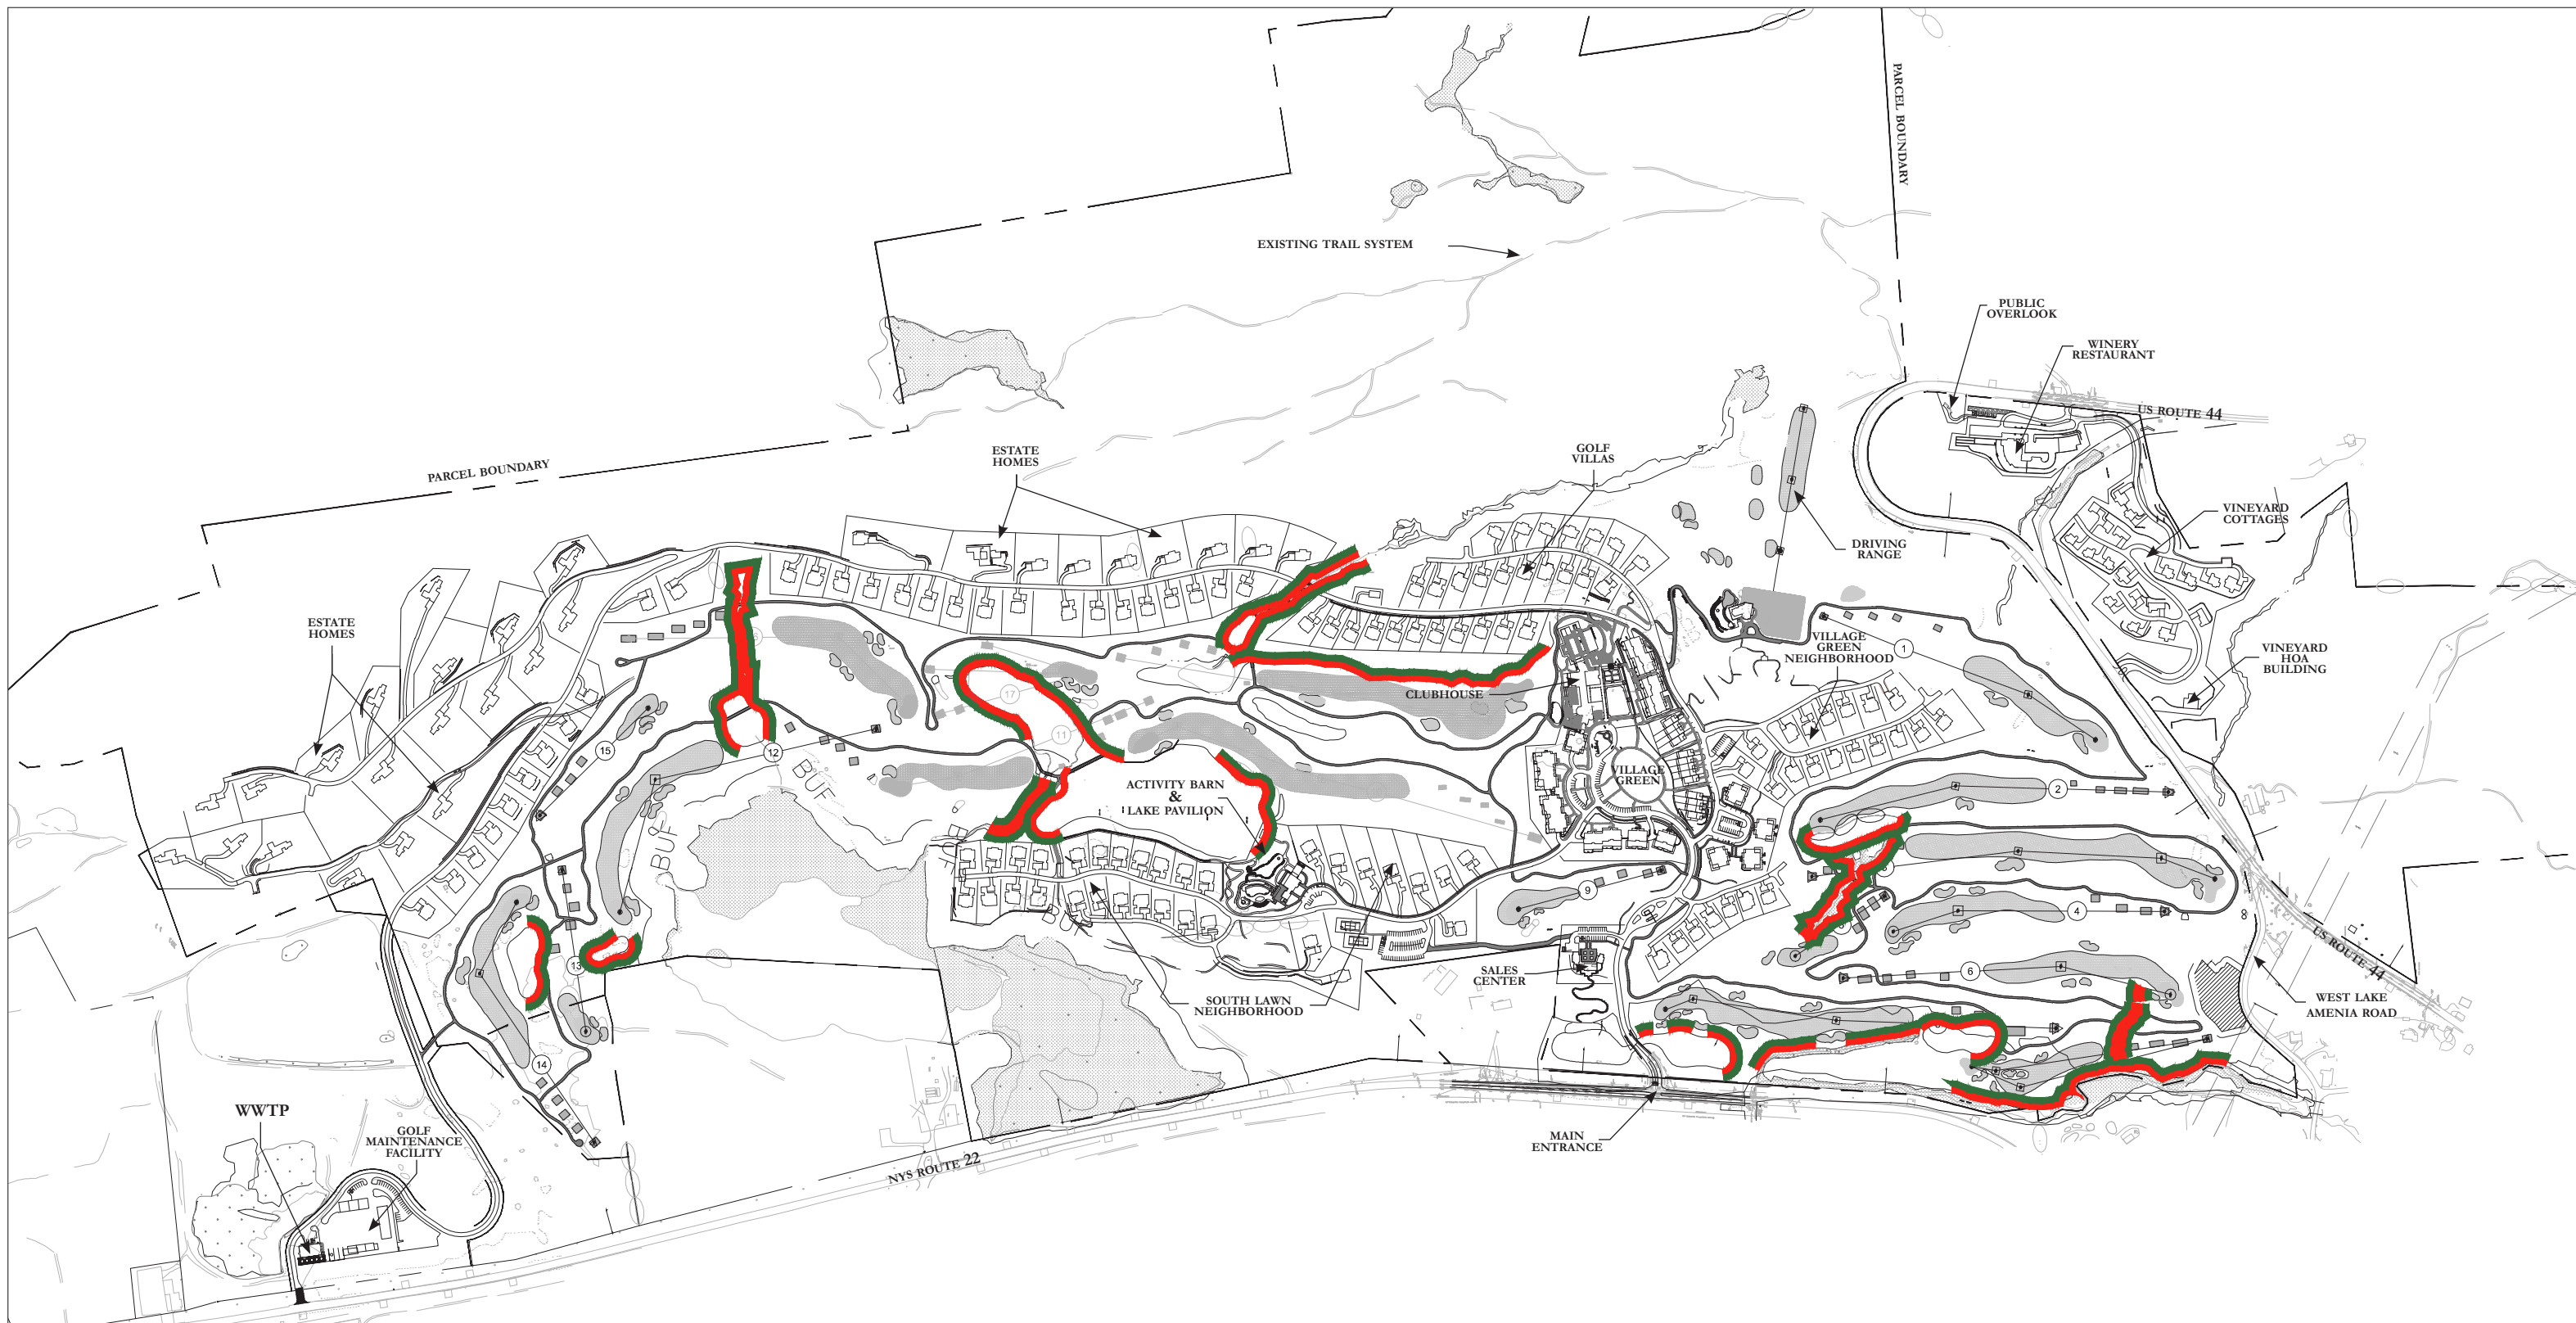 PARCEL BOUNDARY
EXISTING TRAIL SYSTEM
PUBLIC
OVERLOOK
WINERY
RESTAURANT
US ROUTE 44
PARCEL BOUNDARY
ESTATE
HOMES
GOLF
VILLAS
DRIVING
RANGE
VINEYARD
COTTAGES
ESTATE
HOMES
VILLAGE
GREEN
NEIGHBORHOOD
1
VINEYARD
HOA
BUILDING
17
CLUBHOUSE
11
15
12
BUF
VILLAGE
GREEN
ACTIVITY BARN
&
LAKE PAVILION
2
BUF
9
4
US ROUTE 44
13
6
SALES
CENTER
SOUTH LAWN
NEIGHBORHOOD
WEST LAKE
AMENIA ROAD
14
WWTP
GOLF
MAINTENANCE
FACILITY
MAIN
ENTRANCE
NYS ROUTE 22